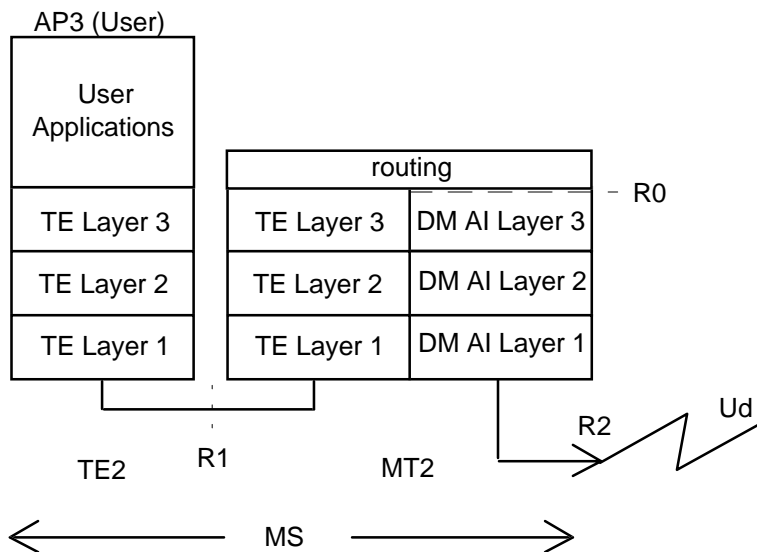 AP3 (User)
User
Applications
routing
R0
TE Layer 3
TE Layer 3
DM AI Layer 3
TE Layer 2
TE Layer 2
DM AI Layer 2
TE Layer 1
TE Layer 1
DM AI Layer 1
R2
Ud
R1
TE2
MT2
MS